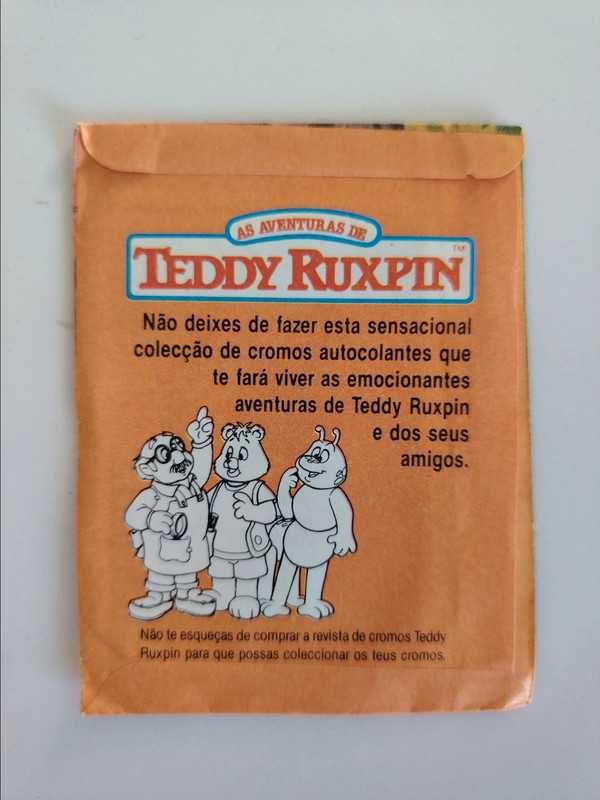 AS AVENTURAS DE
TEDDY RUXPIN™
Não deixes de fazer esta sensacional
colecção de cromos autocolantes que
te fará viver as emocionantes
aventuras de Teddy Ruxpin
e dos seus
amigos.
Não te esqueças de comprar a revista de cromos Teddy
Ruxpin para que possas coleccionar os teus cromos.